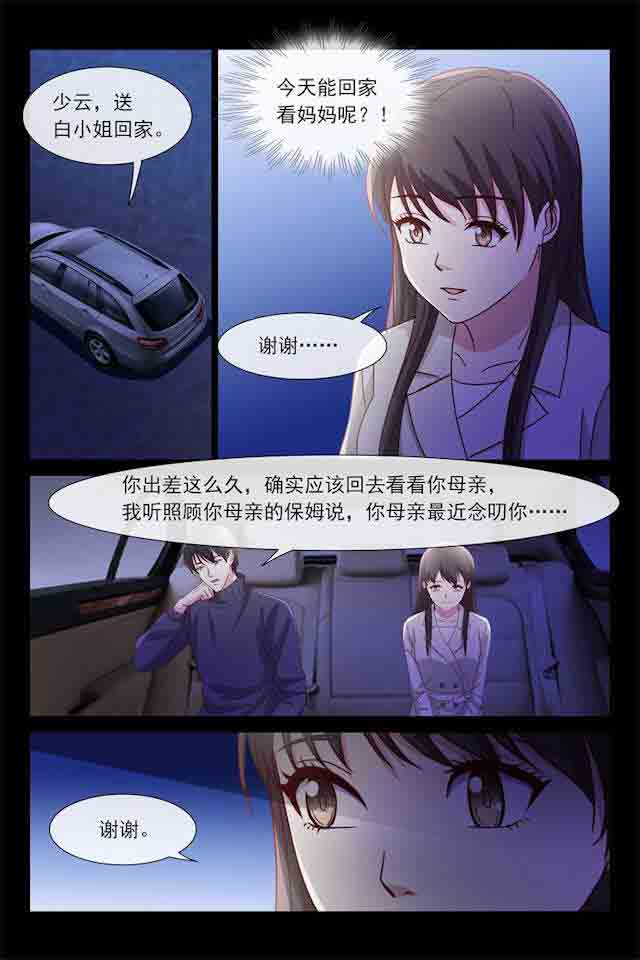 少云，送
白小姐回家。
今天能回家
看妈妈呢？！
谢谢……
你出差这么久，确实应该回去看看你母亲，
我听照顾你母亲的保姆说，你母亲最近念叨你……
谢谢。